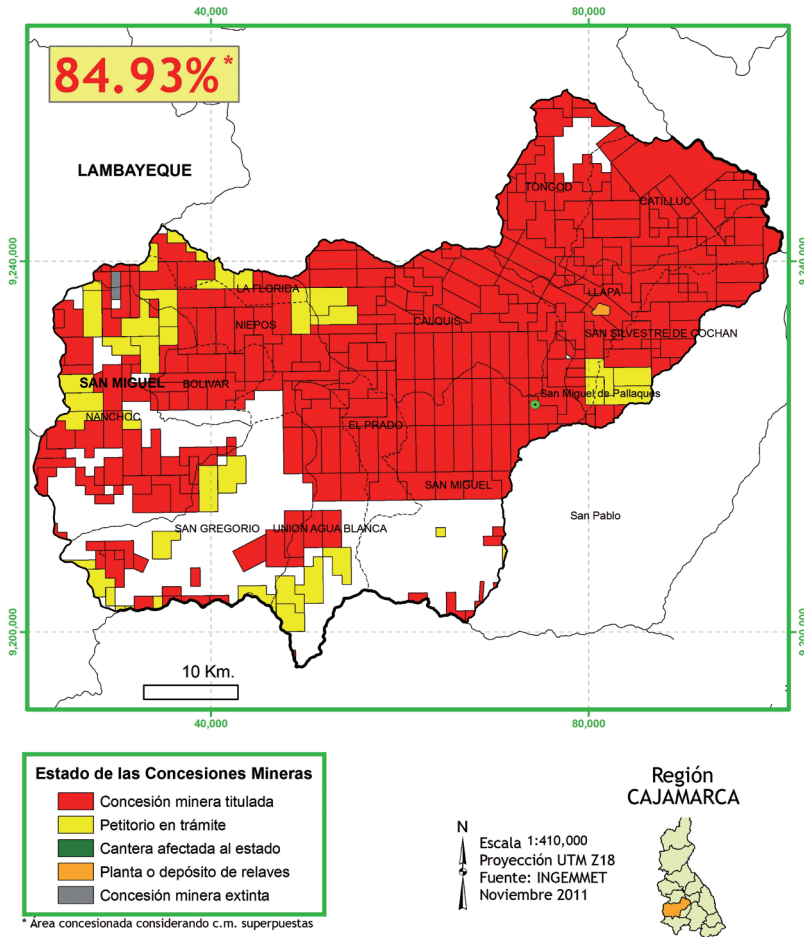 40,000
80,000
84.93%*
LAMBAYEQUE
TONGOD
CATILLUC
9,240,000
9,240,000
LA FLORIDA
LLAPA
NIEPOS
CALQUIS
SAN SILVESTRE DE COCHAN
SAN MIGUEL
BOLIVAR
San Miguel de Pallaques
NANCHOC
EL PRADO
SAN MIGUEL
SAN GREGORIO
UNION AGUA BLANCA
San Pablo
9,200,000
9,200,000
10 Km.
40,000
80,000
Estado de las Concesiones Mineras
Concesión minera titulada
Petitorio en trámite
Cantera afectada al estado
Planta o depósito de relaves
Concesión minera extinta
* Área concesionada considerando c.m. superpuestas
N
Escala 1:410,000
Proyección UTM Z18
Fuente: INGEMMET
Noviembre 2011
Región
CAJAMARCA